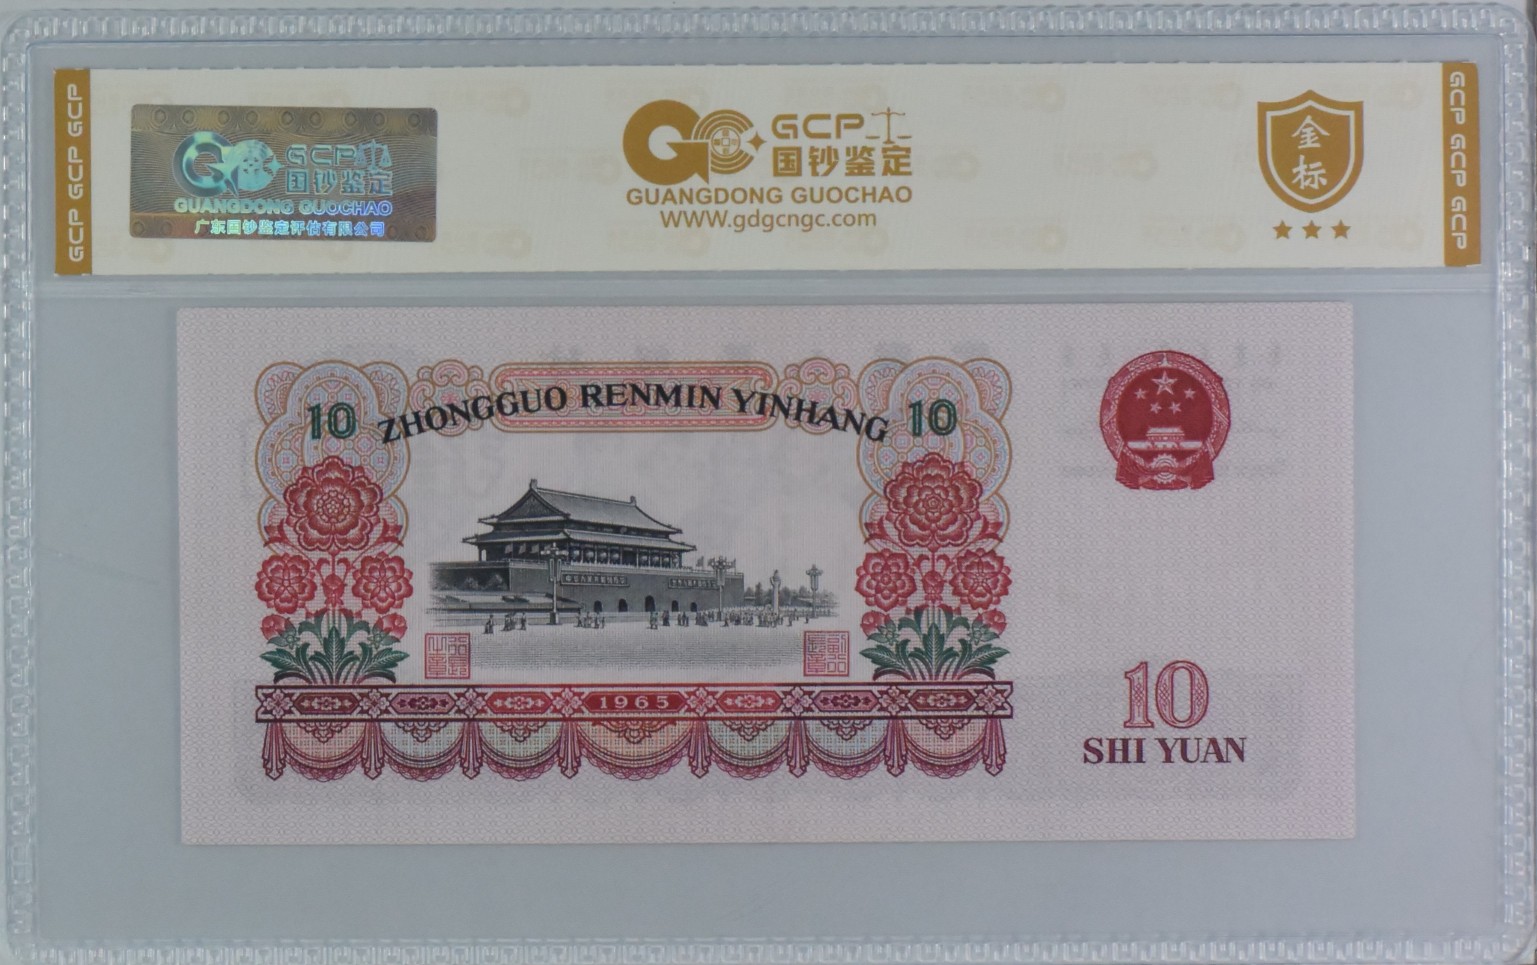 GCP GCP GCP
GCP
国钞鉴定
GUANGDONG GUOCHAO
广东国钞鉴定评估有限公司
GCP
国钞鉴定
GUANGDONG GUOCHAO
WWW.gdgcngc.com
金
标
GCP GCP GCP
10 ZHONGGUO RENMIN YINHANG 10
1965
10
SHI YUAN